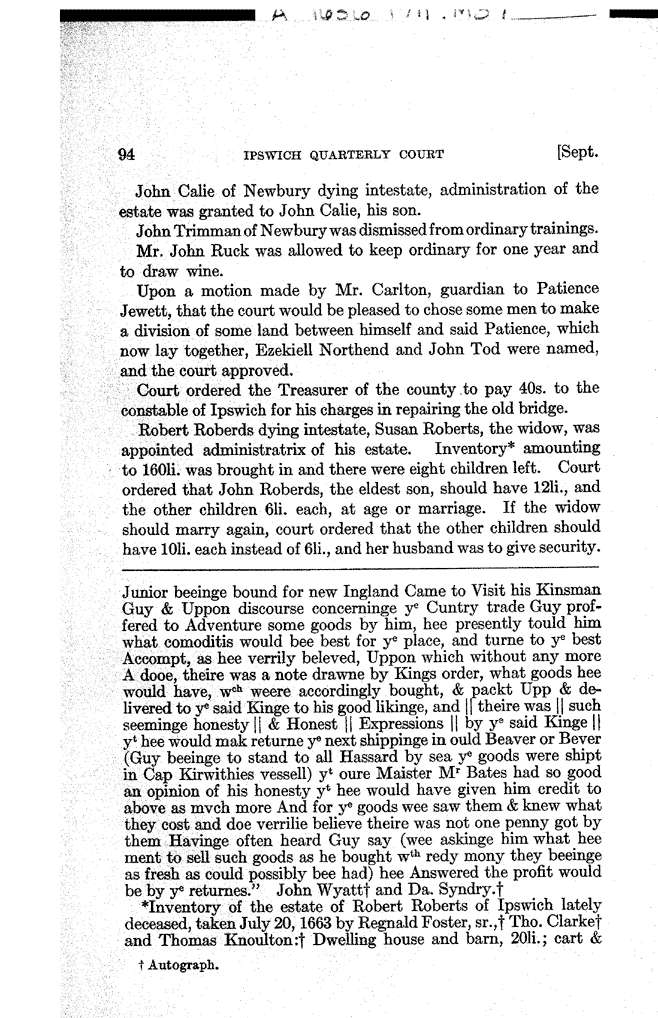 94 IPSWICH QUARTERLY COURT [Sept.
John Calie of Newbury dying intestate, administration of the
estate was granted to John Calie, his son.
John Trimman of Newbury was dismissed from ordinary trainings.
Mr. John Ruck was allowed to keep ordinary for one year and
to draw wine.
Upon a motion made by Mr. Carlton, guardian to Patience
Jewett, that the court would be pleased to chose some men to make
a division of some land between himself and said Patience, which
now lay together, Ezekiell Northend and John Tod were named,
and the court approved.
Court ordered the Treasurer of the county to pay 40s. to the
constable of Ipswich for his charges in repairing the old bridge.
Robert Roberds dying intestate, Susan Roberts, the widow, was
appointed administratrix of his estate. Inventory* amounting
to 160li. was brought in and there were eight children left. Court
ordered that John Roberds, the eldest son, should have 12li., and
the other children 6li. each, at age or marriage. If the widow
should marry again, court ordered that the other children should
have 10li. each instead of 6li., and her husband was to give security.
Junior beeinge bound for new Ingland Came to Visit his Kinsman
Guy & Uppon discourse concerninge yᵉ Cuntry trade Guy prof-
fered to Adventure some goods by him, hee presently tould him
what comoditis would bee best for yᵉ place, and turne to yᵉ best
Accompt, as hee verrily beleved, Uppon which without any more
A dooe, theire was a note drawne by Kings order, what goods hee
would have, wᶜʰ weere accordingly bought, & packt Upp & de-
livered to yᵉ said Kinge to his good likinge, and || theire was || such
seeminge honesty || & Honest || Expressions || by yᵉ said Kinge ||
yᵗ hee would mak returne yᵉ next shippinge in ould Beaver or Bever
(Guy beeinge to stand to all Hassard by sea yᵉ goods were shipt
in Cap Kirwithies vessell) yᵗ oure Maister Mʳ Bates had so good
an opinion of his honesty yᵗ hee would have given him credit to
above as mvch more And for yᵉ goods wee saw them & knew what
they cost and doe verrilie believe theire was not one penny got by
them Havinge often heard Guy say (wee askinge him what hee
ment to sell such goods as he bought wᵗʰ redy mony they beeinge
as fresh as could possibly bee had) hee Answered the profit would
be by yᵉ returnes." John Wyatt† and Da. Syndry.†
*Inventory of the estate of Robert Roberts of Ipswich lately
deceased, taken July 20, 1663 by Regnald Foster, sr.,† Tho. Clarke†
and Thomas Knoulton:† Dwelling house and barn, 20li.; cart &
† Autograph.